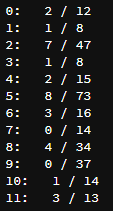 0:   2 / 12
1:   1 / 8
2:   7 / 47
3:   1 / 8
4:   2 / 15
5:   8 / 73
6:   3 / 16
7:   0 / 14
8:   4 / 34
9:   0 / 37
10:   1 / 14
11:   3 / 13